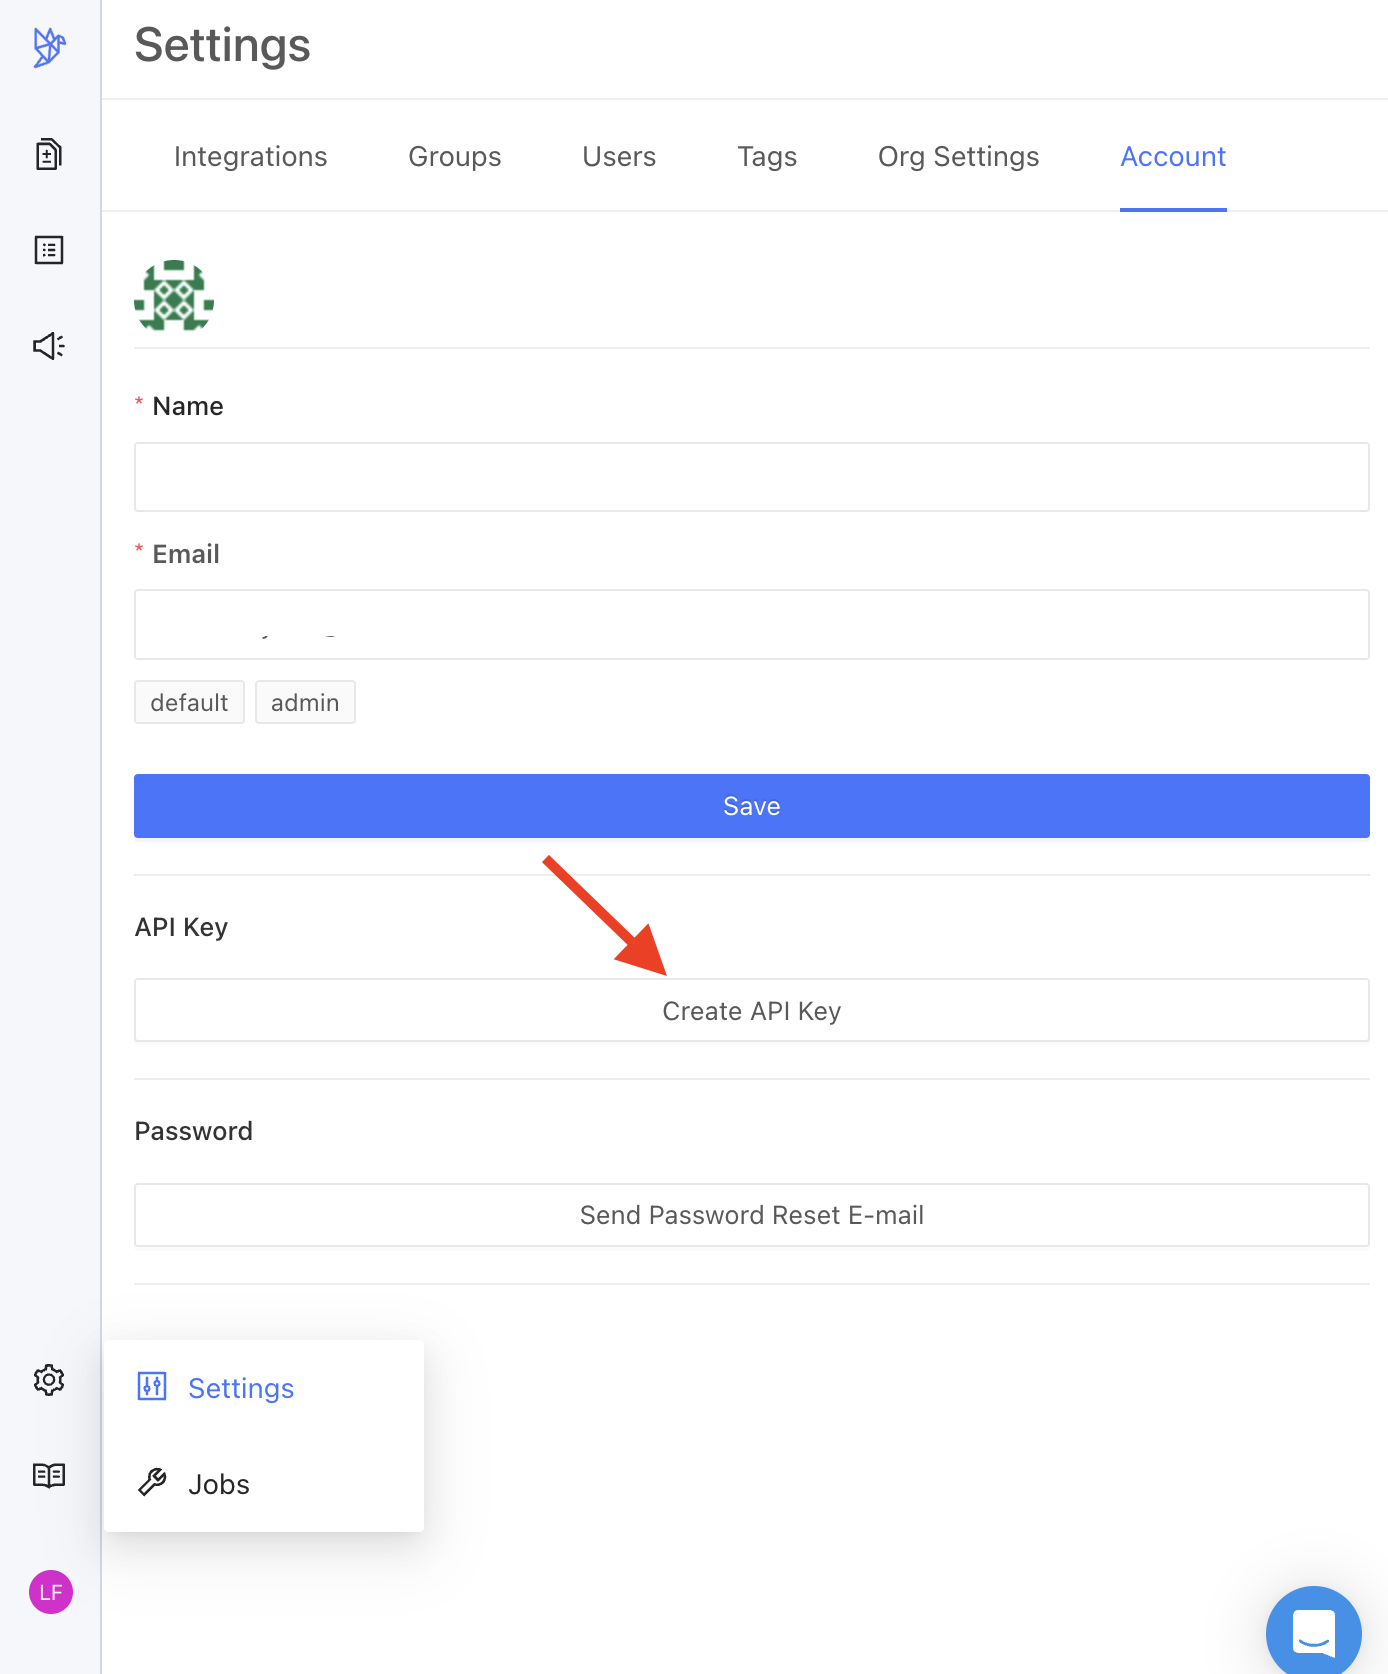 Settings
Integrations Groups Users Tags Org Settings Account
* Name
* Email
default admin
Save
API Key
Create API Key
Password
Send Password Reset E-mail
Settings
Jobs
LF